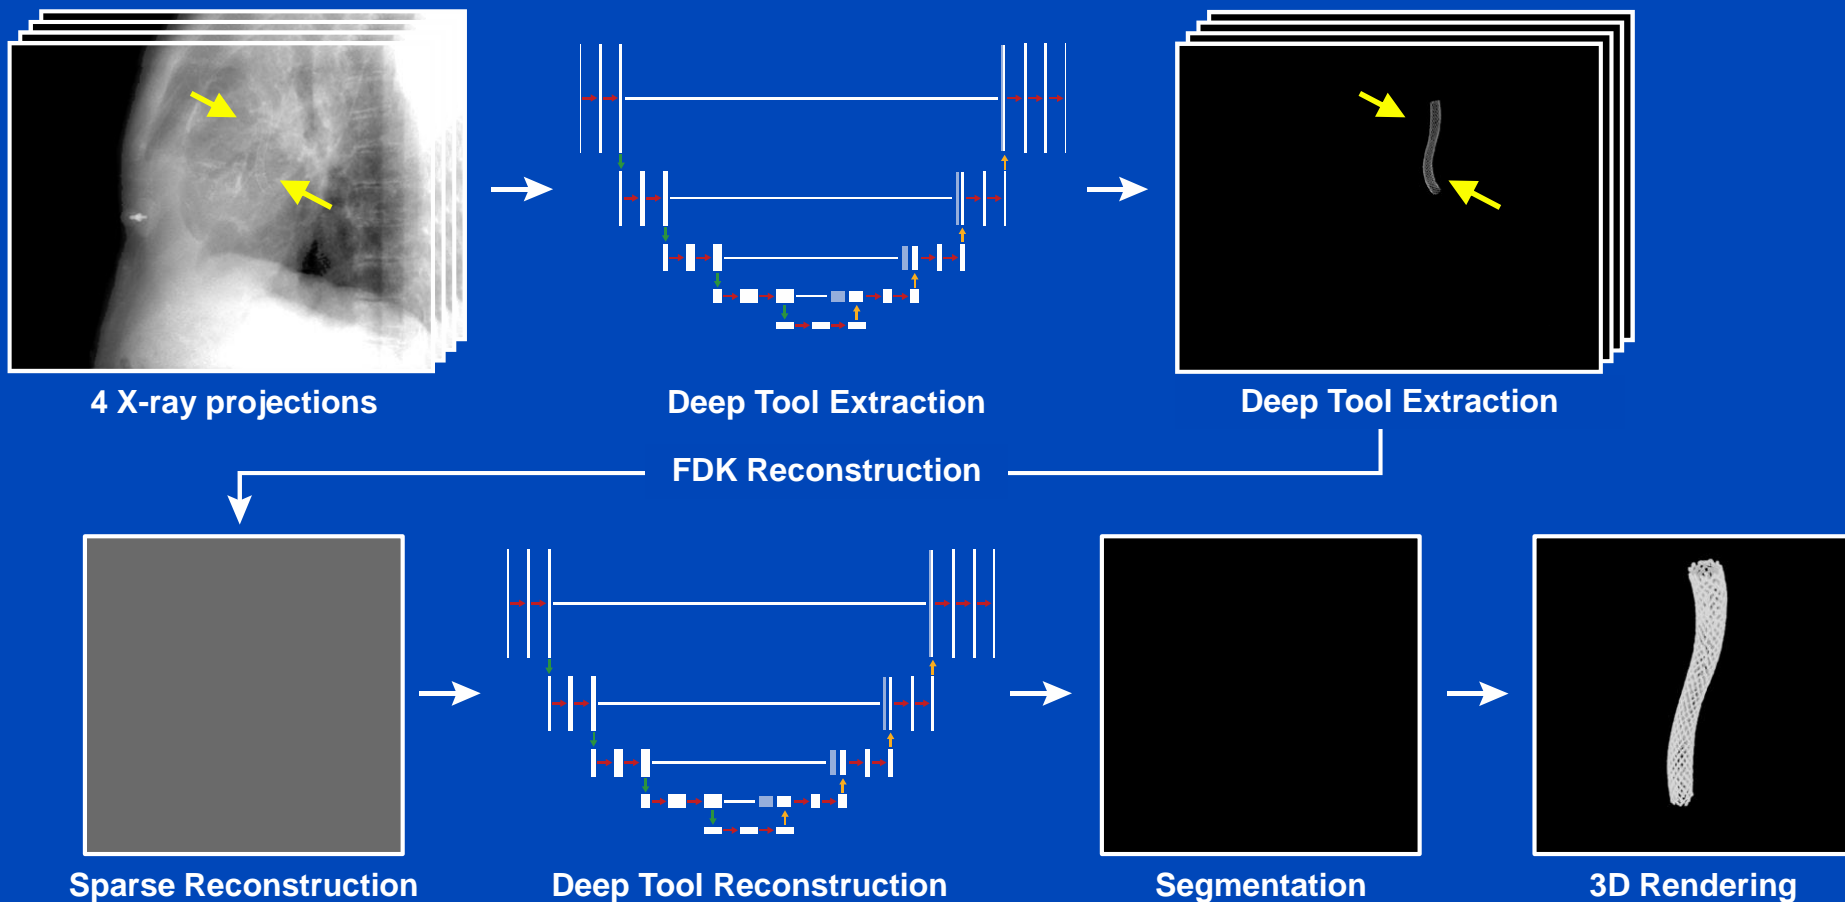 4 X-ray projections
Deep Tool Extraction
Deep Tool Extraction
FDK Reconstruction
Sparse Reconstruction
Deep Tool Reconstruction
Segmentation
3D Rendering